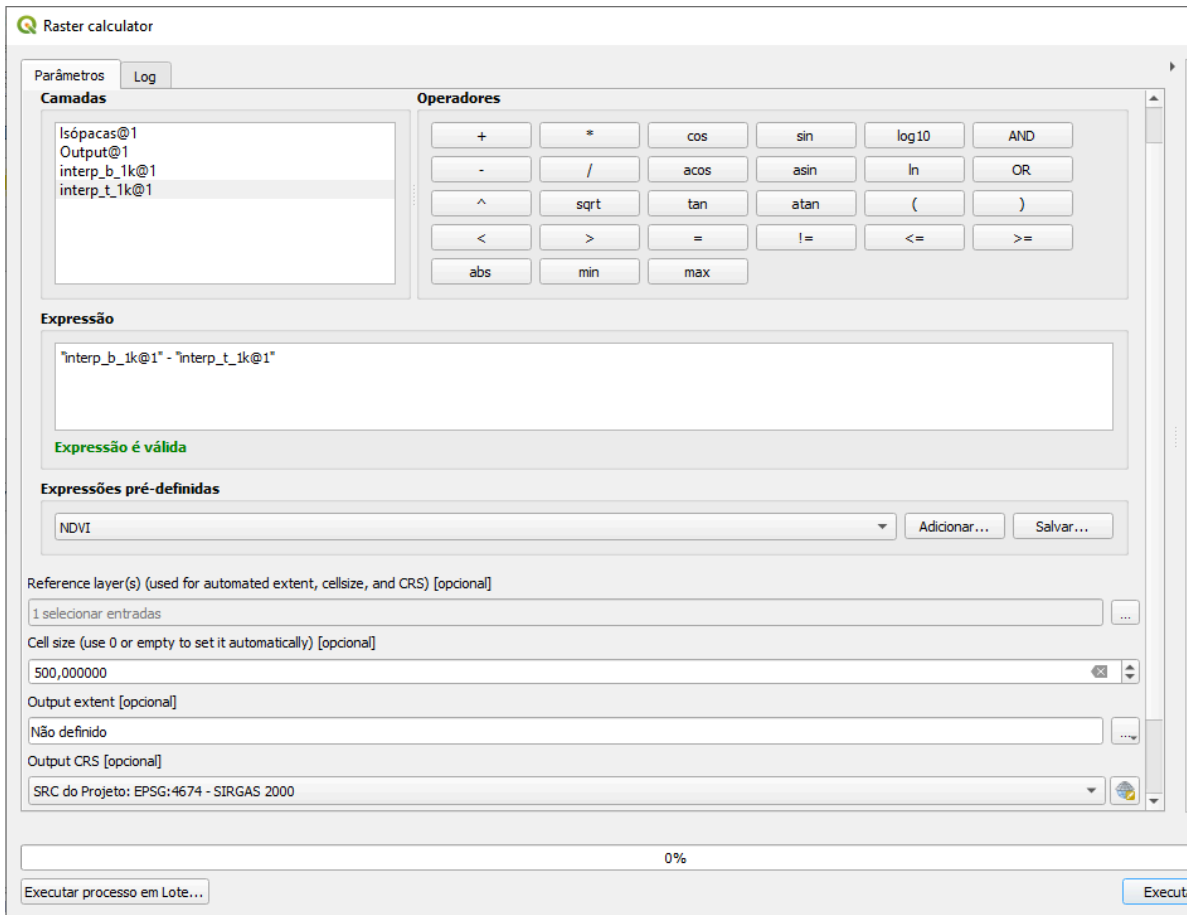 Raster calculator
Parâmetros Log
Camadas
Isópacas@1
Output@1
interp_b_1k@1
interp_t_1k@1
Operadores
+ * cos sin log10 AND
- / acos asin ln OR
^ sqrt tan atan ( )
< > = != <= >=
abs min max
Expressão
"interp_b_1k@1" - "interp_t_1k@1"
Expressão é válida
Expressões pré-definidas
NDVI Adicionar... Salvar...
Reference layer(s) (used for automated extent, cellsize, and CRS) [opcional]
1 selecionar entradas ...
Cell size (use 0 or empty to set it automatically) [opcional]
500,000000
Output extent [opcional]
Não definido ...
Output CRS [opcional]
SRC do Projeto: EPSG:4674 - SIRGAS 2000
0%
Executar processo em Lote... Executa